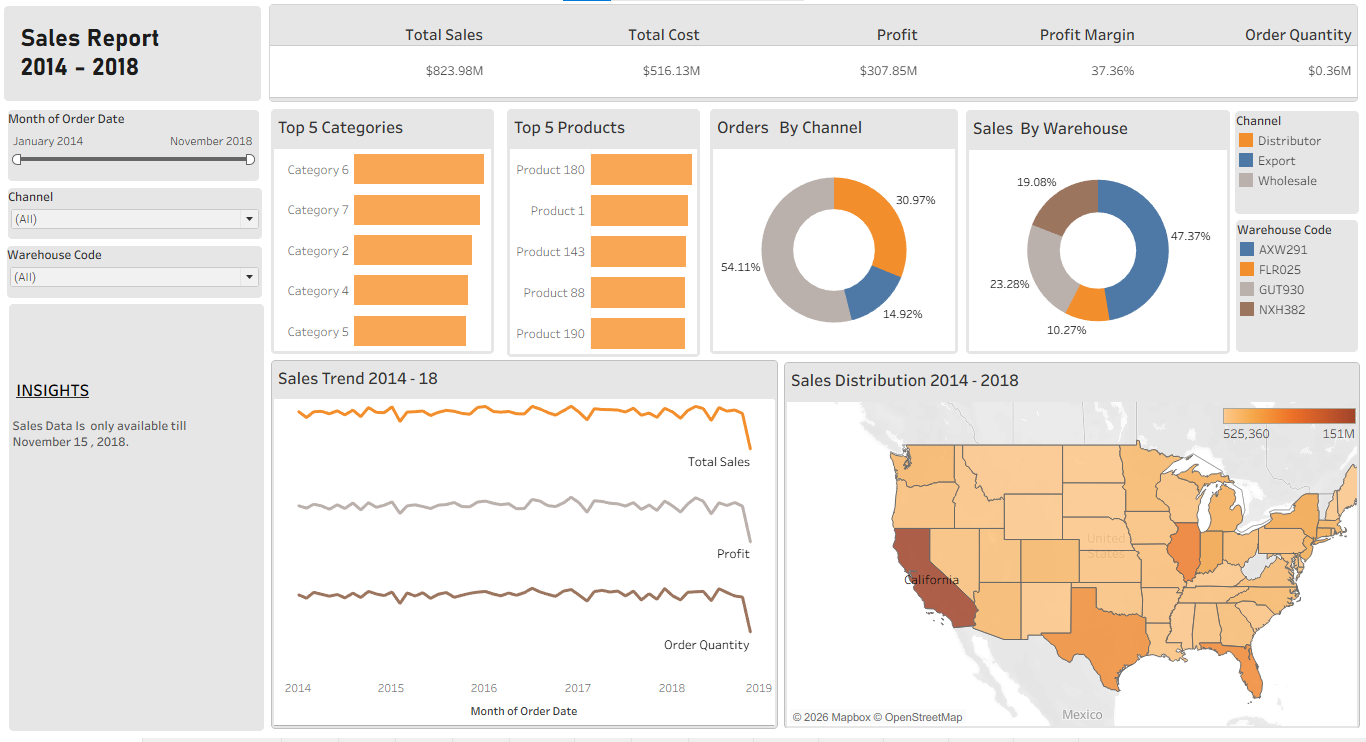 Sales Report
2014 - 2018
Total Sales
Total Cost
Profit
Profit Margin
Order Quantity
$823.98M
$516.13M
$307.85M
37.36%
$0.36M
Month of Order Date
January 2014
November 2018
Channel
(All)
Warehouse Code
(All)
INSIGHTS
Sales Data Is only available till
November 15 , 2018.
Top 5 Categories
Category 6
Category 7
Category 2
Category 4
Category 5
Top 5 Products
Product 180
Product 1
Product 143
Product 88
Product 190
Orders By Channel
30.97%
54.11%
14.92%
Sales By Warehouse
19.08%
47.37%
23.28%
10.27%
Channel
Distributor
Export
Wholesale
Warehouse Code
AXW291
FLR025
GUT930
NXH382
Sales Trend 2014 - 18
Total Sales
Profit
Order Quantity
2014
2015
2016
2017
2018
2019
Month of Order Date
Sales Distribution 2014 - 2018
525,360
151M
United
States
California
Mexico
© 2026 Mapbox © OpenStreetMap